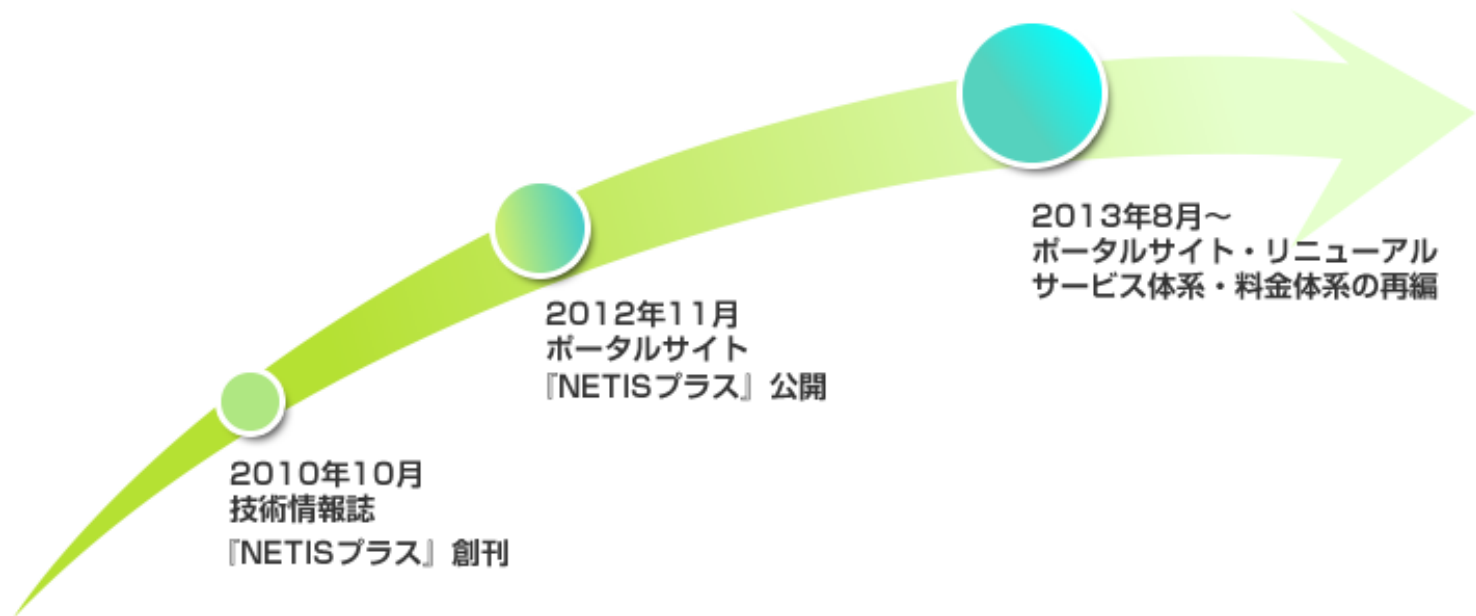 2010年10月
技術情報誌
『NETISプラス』創刊
2012年11月
ポータルサイト
『NETISプラス』公開
2013年8月～
ポータルサイト・リニューアル
サービス体系・料金体系の再編